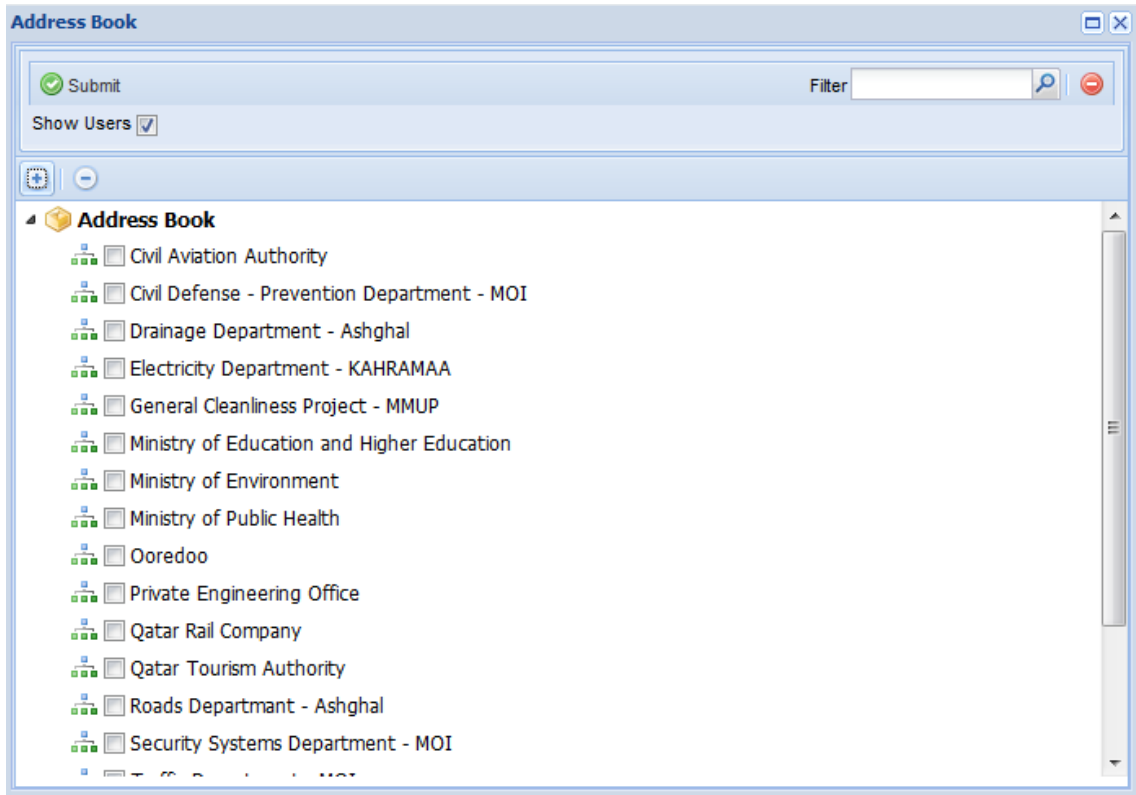 Address Book
Submit
Filter
Show Users
Address Book
Civil Aviation Authority
Civil Defense - Prevention Department - MOI
Drainage Department - Ashghal
Electricity Department - KAHRAMAA
General Cleanliness Project - MMUP
Ministry of Education and Higher Education
Ministry of Environment
Ministry of Public Health
Ooredoo
Private Engineering Office
Qatar Rail Company
Qatar Tourism Authority
Roads Departmant - Ashghal
Security Systems Department - MOI